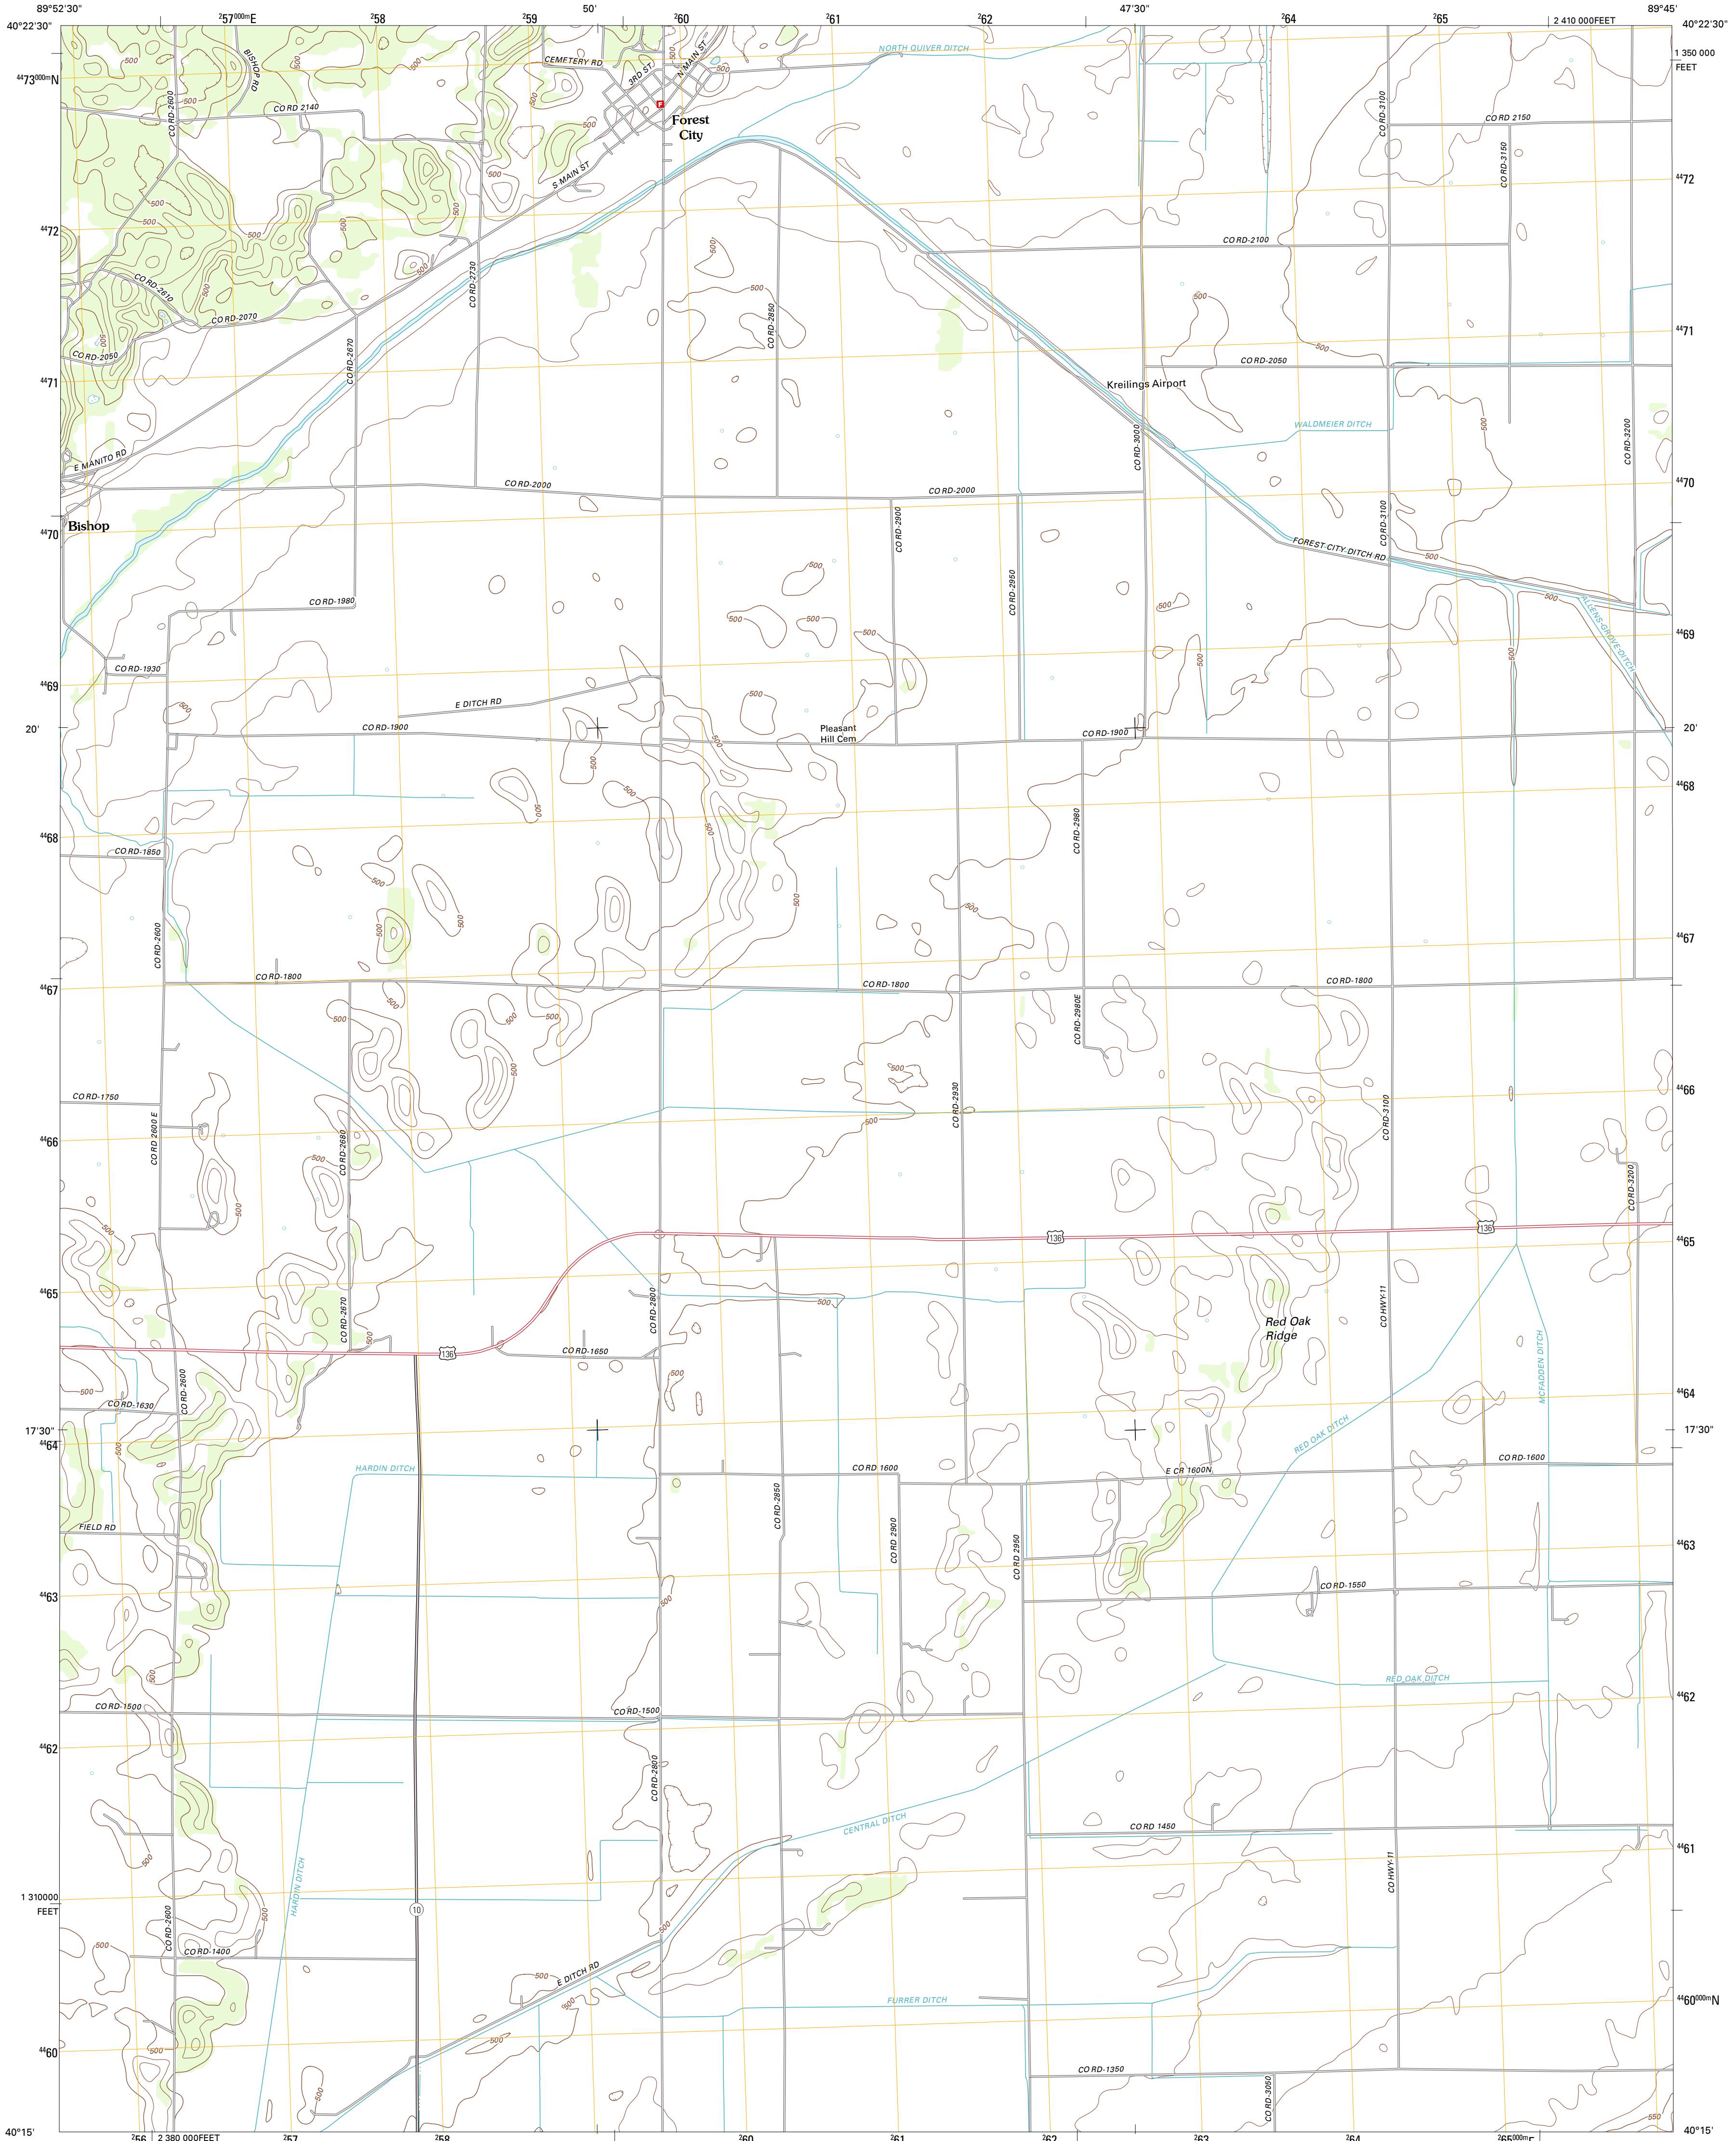 89°52'30"
²57⁰⁰⁰ᵐE
²58
²59
50'
²60
²61
²62
47'30"
²64
²65
2 410 000FEET
89°45'
40°22'30"
40°22'30"
1 350 000
FEET
⁴⁴73⁰⁰⁰ᵐN
NORTH QUIVER DITCH
CEMETERY RD
3RD ST
N MAIN ST
BISHOP RD
CO RD-2600
CO RD 2140
F
Forest
City
S MAIN ST
CO RD-3100
CO RD 2150
CO RD-3150
⁴⁴72
⁴⁴72
CO RD-2100
CO RD-2730
CO RD-2610
CO RD-2070
CO RD-2050
CO RD-2670
CO RD-2850
⁴⁴71
⁴⁴71
CO RD-2050
Kreilings Airport
WALDMEIER DITCH
CO RD-3000
CO RD-3200
E MANITO RD
CO RD-2000
CO RD-2000
⁴⁴70
⁴⁴70
Bishop
CO RD-2900
CO RD-3100
FOREST CITY DITCH RD
CO RD-2950
CO RD-1980
ALLENS GROVE DITCH
⁴⁴69
⁴⁴69
CO RD-1930
E DITCH RD
20'
20'
CO RD-1900
Pleasant
Hill Cem
CO RD-1900
⁴⁴68
⁴⁴68
CO RD-2980
CO RD-1850
CO RD-2600
⁴⁴67
⁴⁴67
CO RD-1800
CO RD-1800
CO RD-1800
CO RD-2980E
CO RD-2930
CO RD-3100
⁴⁴66
⁴⁴66
CO RD-1750
CO RD 2600 E
CO RD-2680
CO RD-3200
136
136
⁴⁴65
⁴⁴65
CO RD-2670
CO RD-2800
CO HWY-11
Red Oak
Ridge
MCFADDEN DITCH
136
CO RD-1650
CO RD-2600
CO RD-1630
⁴⁴64
⁴⁴64
17'30"
17'30"
RED OAK DITCH
HARDIN DITCH
CO RD 1600
E CR 1600N
CO RD-1600
CO RD-2850
CO RD 2900
CO RD 2950
FIELD RD
⁴⁴63
⁴⁴63
CO RD-1550
RED OAK DITCH
⁴⁴62
⁴⁴62
CO RD-1500
CO RD-1500
CO RD-2800
CENTRAL DITCH
CO RD 1450
⁴⁴61
HARDIN DITCH
CO HWY-11
1 310000
FEET
10
CO RD-2600
CO RD-1400
E DITCH RD
FURRER DITCH
⁴⁴60⁰⁰⁰ᵐN
⁴⁴60
CO RD-1350
CO RD-3050
500
550
40°15'
40°15'
²56
2 380 000FEET
²57
²58
²60
²61
²62
²63
²64
²65⁰⁰⁰ᵐE